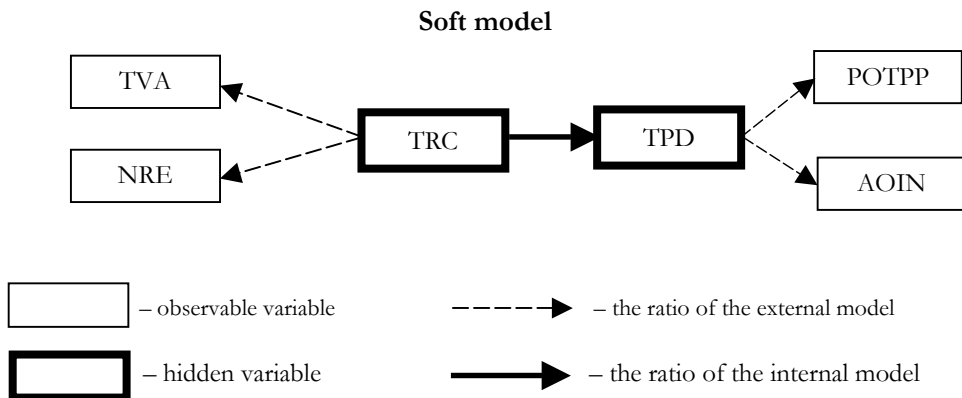 Soft model
TVA
POTPP
TRC
TPD
NRE
AOIN
– observable variable
– the ratio of the external model
– hidden variable
– the ratio of the internal model